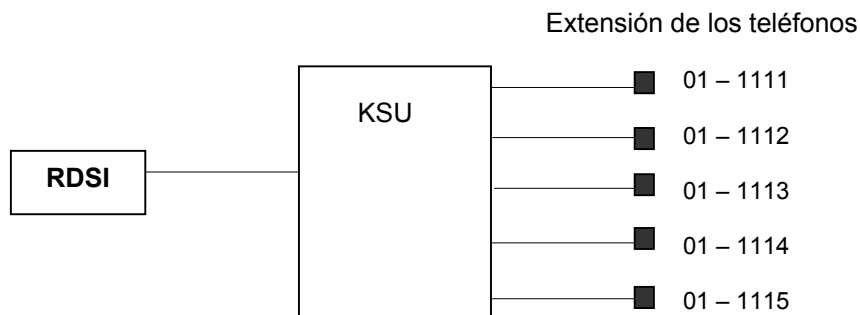 Extensión de los teléfonos
KSU
RDSI
01 – 1111
01 – 1112
01 – 1113
01 – 1114
01 – 1115